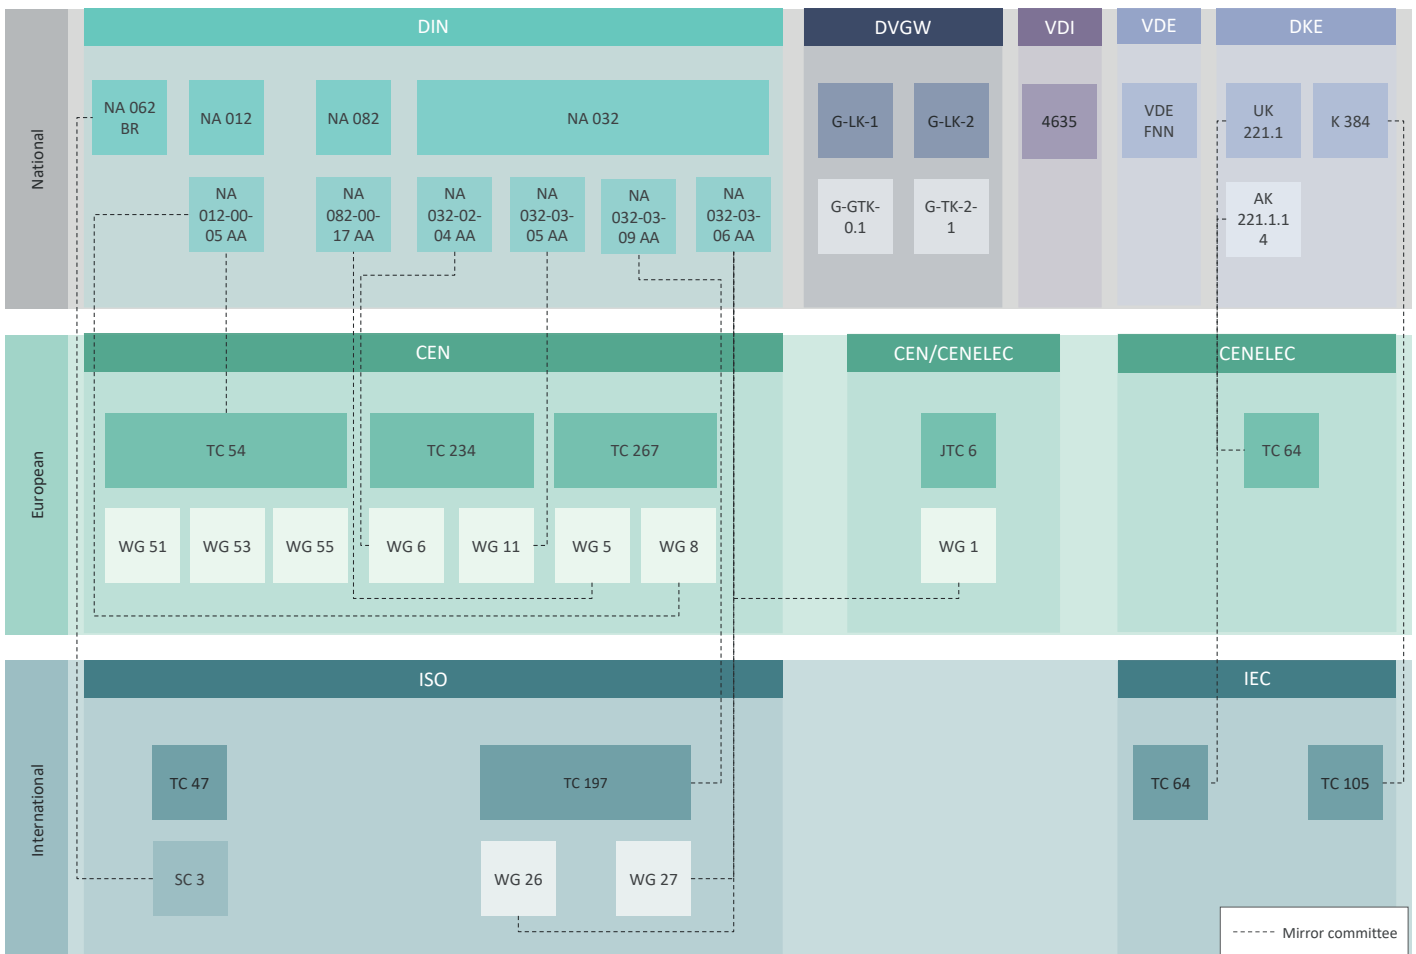 National
DIN
DVGW
VDI
VDE
DKE
NA 062
BR
NA 012
NA 082
NA 032
G-LK-1
G-LK-2
4635
VDE
FNN
UK
221.1
K 384
NA
012-00-
05 AA
NA
082-00-
17 AA
NA
032-02-
04 AA
NA
032-03-
05 AA
NA
032-03-
09 AA
NA
032-03-
06 AA
G-GTK-
0.1
G-TK-2-
1
AK
221.1.1
4
European
CEN
CEN/CENELEC
CENELEC
TC 54
TC 234
TC 267
JTC 6
TC 64
WG 51
WG 53
WG 55
WG 6
WG 11
WG 5
WG 8
WG 1
International
ISO
IEC
TC 47
TC 197
TC 64
TC 105
SC 3
WG 26
WG 27
Mirror committee